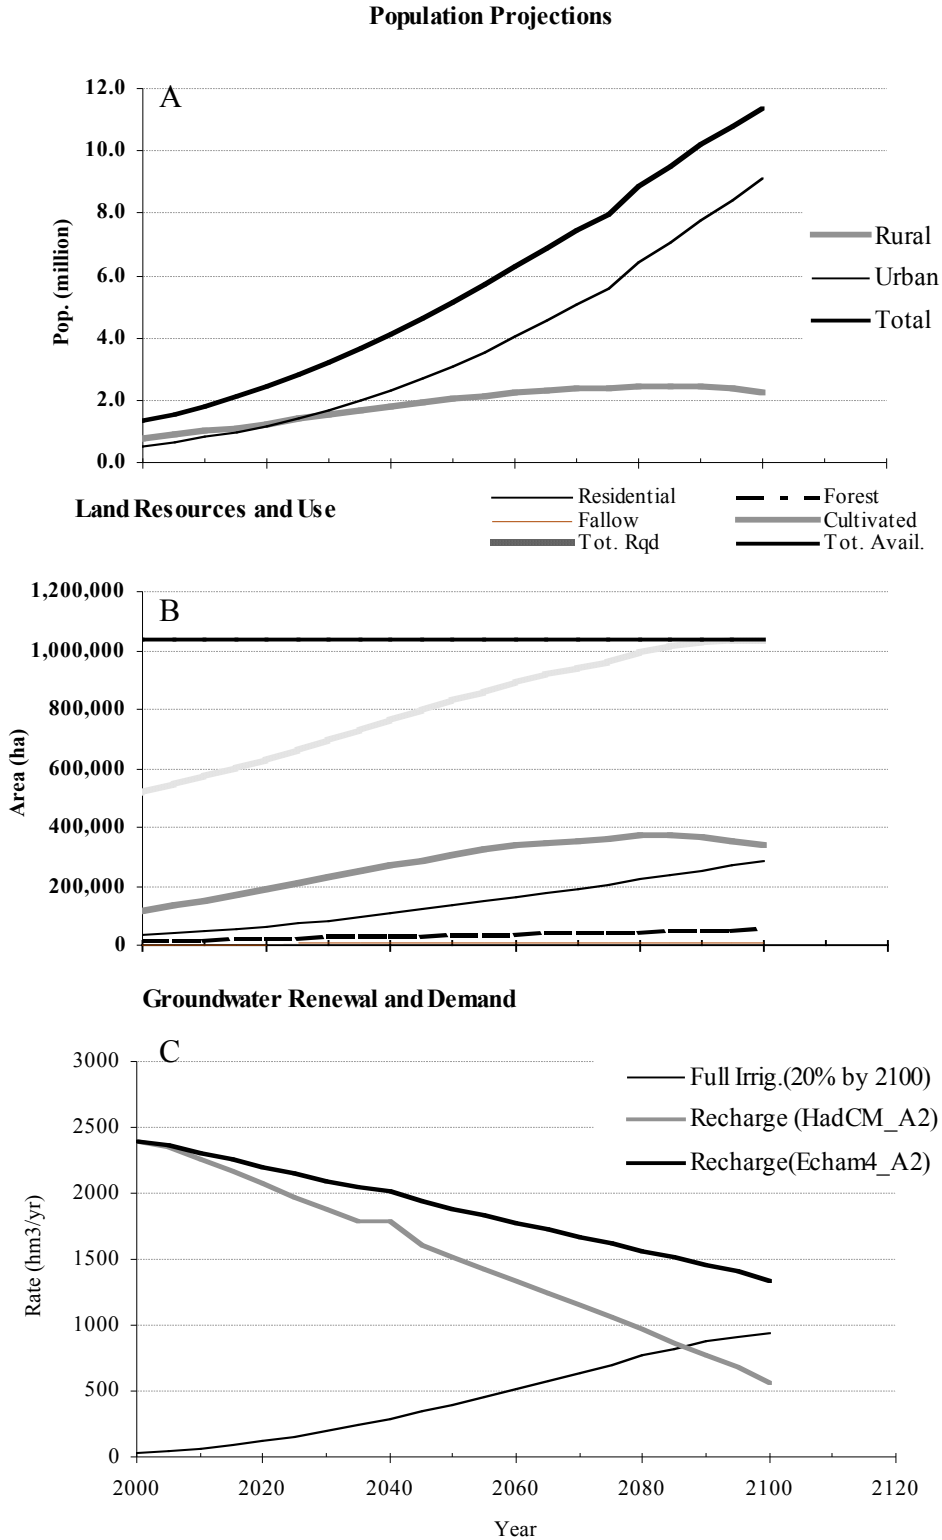 Population Projections
A
12.0
10.0
8.0
6.0
4.0
2.0
0.0
Pop. (million)
Rural
Urban
Total
Land Resources and Use
Residential
Forest
Fallow
Cultivated
Tot. Rqd
Tot. Avail.
B
1,200,000
1,000,000
800,000
600,000
400,000
200,000
0
Area (ha)
Groundwater Renewal and Demand
C
3000
2500
2000
1500
1000
500
0
Rate (hm3/yr)
Full Irrig.(20% by 2100)
Recharge (HadCM_A2)
Recharge(Echam4_A2)
2000 2020 2040 2060 2080 2100 2120
Year